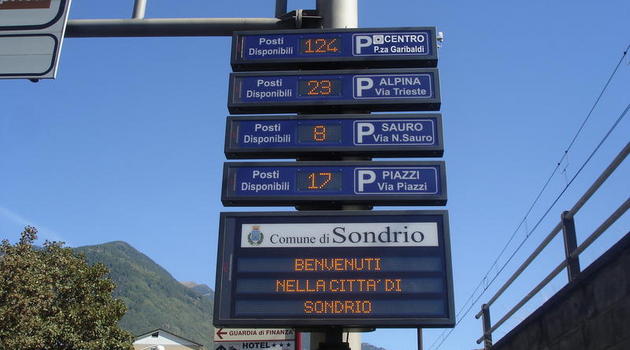 Posti
Disponibili
124
P
CENTRO
P.za Garibaldi
Posti
Disponibili
23
P
ALPINA
Via Trieste
Posti
Disponibili
8
P
SAURO
Via N.Sauro
Posti
Disponibili
17
P
PIAZZI
Via Piazzi
Comune di Sondrio
BENVENUTI
NELLA CITTA' DI
SONDRIO
GUARDIA DI FINANZA
HOTEL